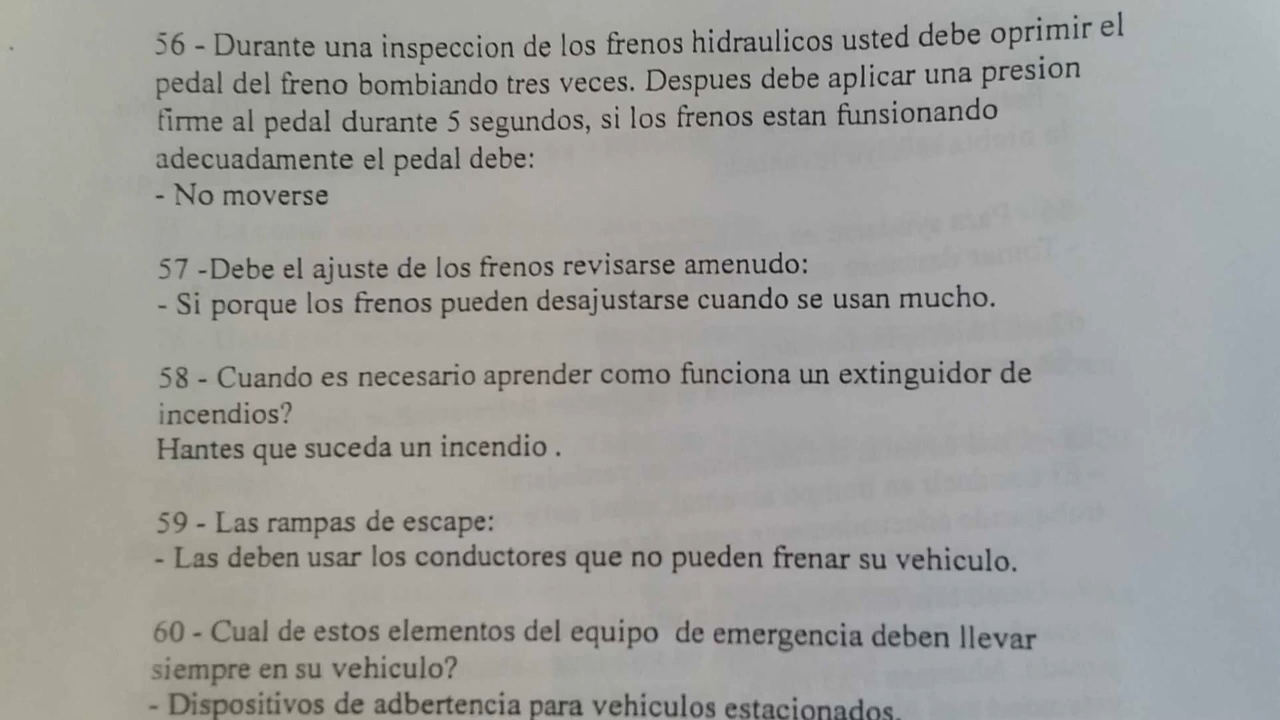 56 - Durante una inspeccion de los frenos hidraulicos usted debe oprimir el
pedal del freno bombiando tres veces. Despues debe aplicar una presion
firme al pedal durante 5 segundos, si los frenos estan funsionando
adecuadamente el pedal debe:
- No moverse
57 -Debe el ajuste de los frenos revisarse amenudo:
- Si porque los frenos pueden desajustarse cuando se usan mucho.
58 - Cuando es necesario aprender como funciona un extinguidor de
incendios?
Hantes que suceda un incendio .
59 - Las rampas de escape:
- Las deben usar los conductores que no pueden frenar su vehiculo.
60 - Cual de estos elementos del equipo de emergencia deben llevar
siempre en su vehiculo?
- Dispositivos de adbertencia para vehiculos estacionados.